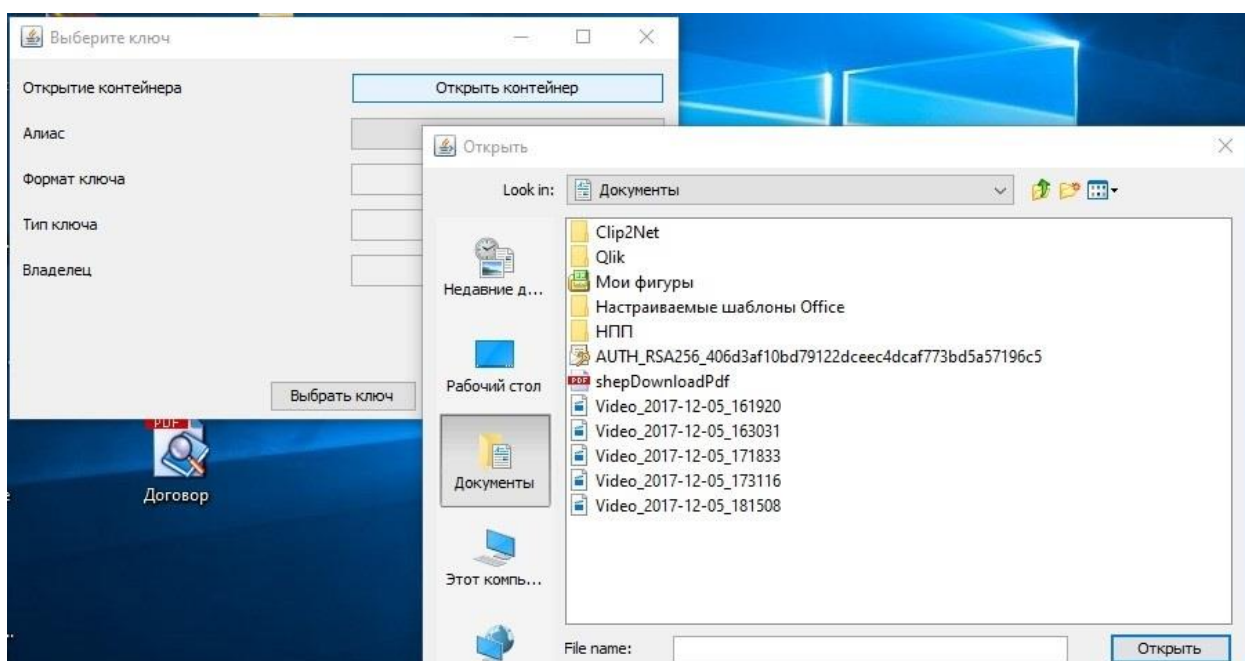 Выберите ключ
Открытие контейнера
Открыть контейнер
Алиас
Формат ключа
Тип ключа
Владелец
Выбрать ключ
Открыть
Look in:
Документы
Недавние д...
Рабочий стол
Документы
Этот компь...
Clip2Net
Qlik
Мои фигуры
Настраиваемые шаблоны Office
НПП
AUTH_RSA256_406d3af10bd79122dceec4dcaf773bd5a57196c5
shepDownloadPdf
Video_2017-12-05_161920
Video_2017-12-05_163031
Video_2017-12-05_171833
Video_2017-12-05_173116
Video_2017-12-05_181508
File name:
Открыть
PDF
Договор